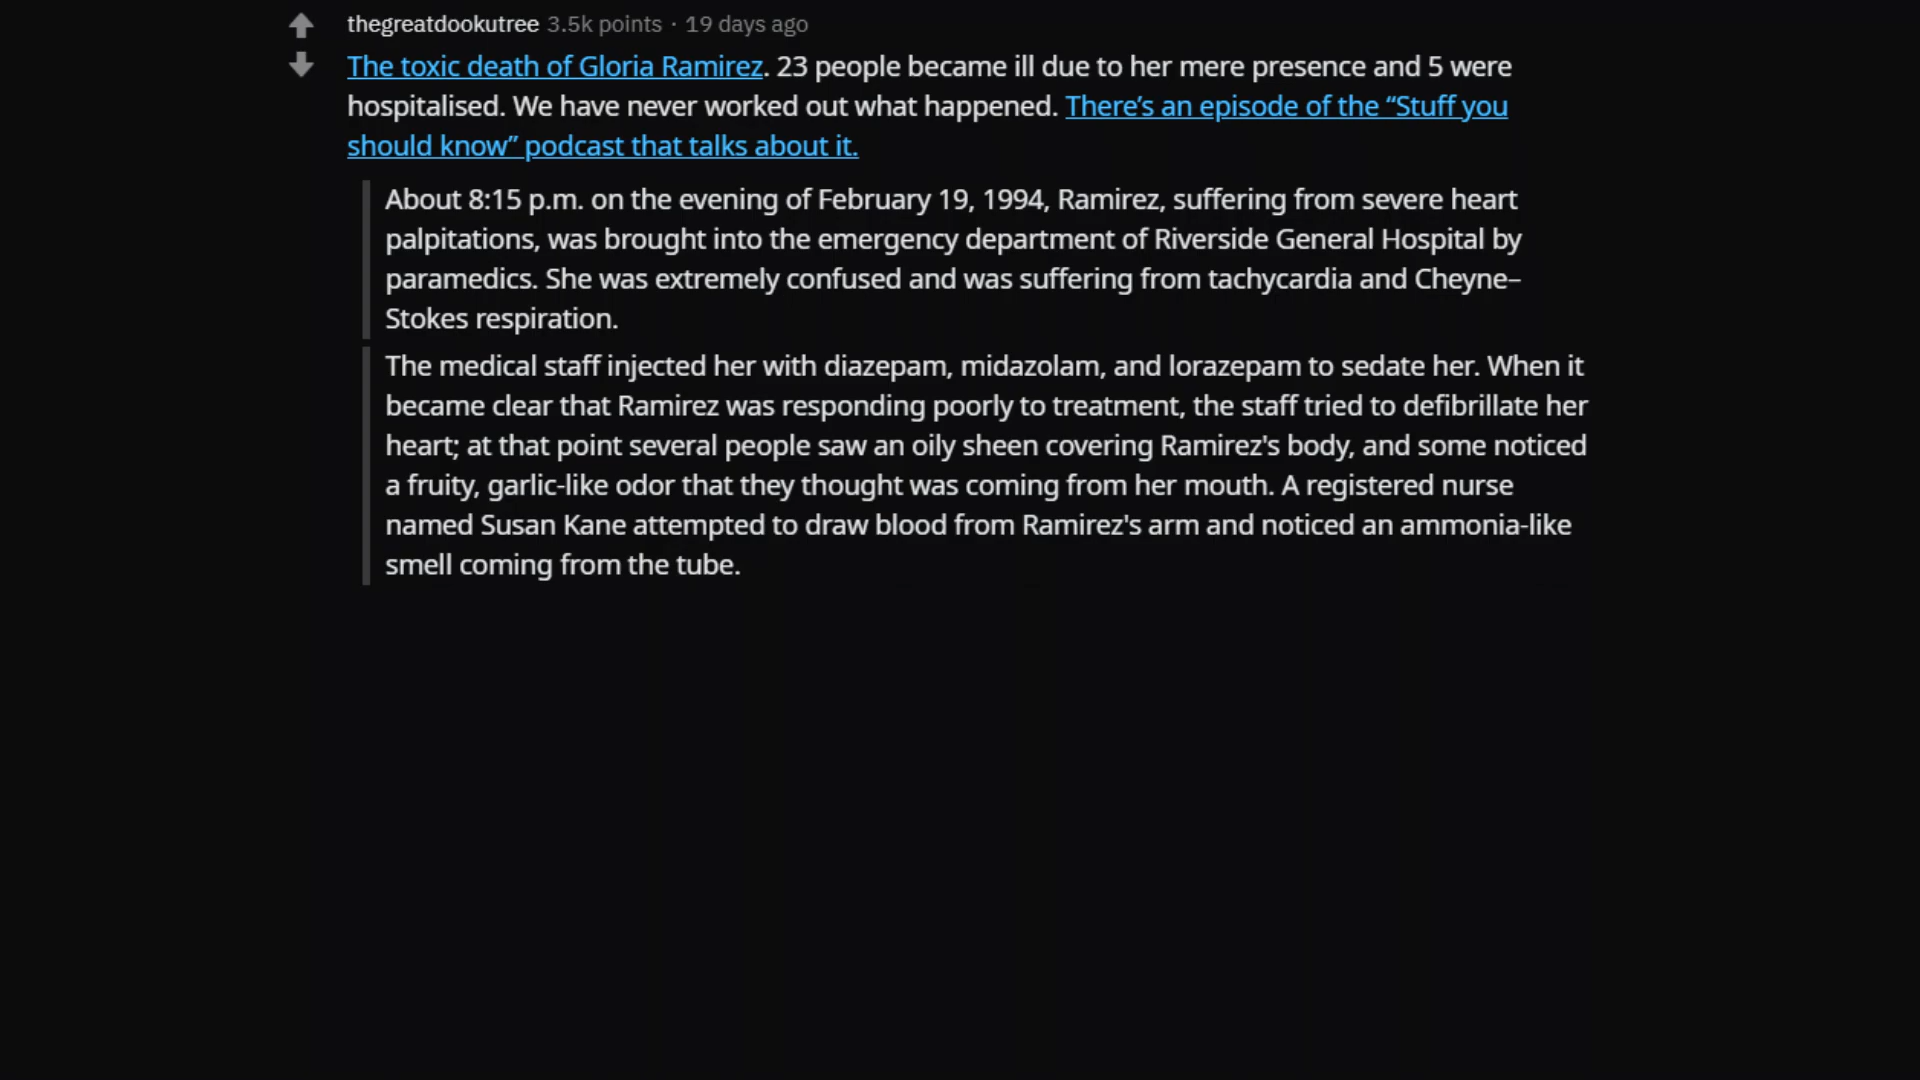 thegreatdookutree 3.5k points · 19 days ago
The toxic death of Gloria Ramirez. 23 people became ill due to her mere presence and 5 were
hospitalised. We have never worked out what happened. There’s an episode of the “Stuff you
should know” podcast that talks about it.
About 8:15 p.m. on the evening of February 19, 1994, Ramirez, suffering from severe heart
palpitations, was brought into the emergency department of Riverside General Hospital by
paramedics. She was extremely confused and was suffering from tachycardia and Cheyne–
Stokes respiration.
The medical staff injected her with diazepam, midazolam, and lorazepam to sedate her. When it
became clear that Ramirez was responding poorly to treatment, the staff tried to defibrillate her
heart; at that point several people saw an oily sheen covering Ramirez's body, and some noticed
a fruity, garlic-like odor that they thought was coming from her mouth. A registered nurse
named Susan Kane attempted to draw blood from Ramirez's arm and noticed an ammonia-like
smell coming from the tube.